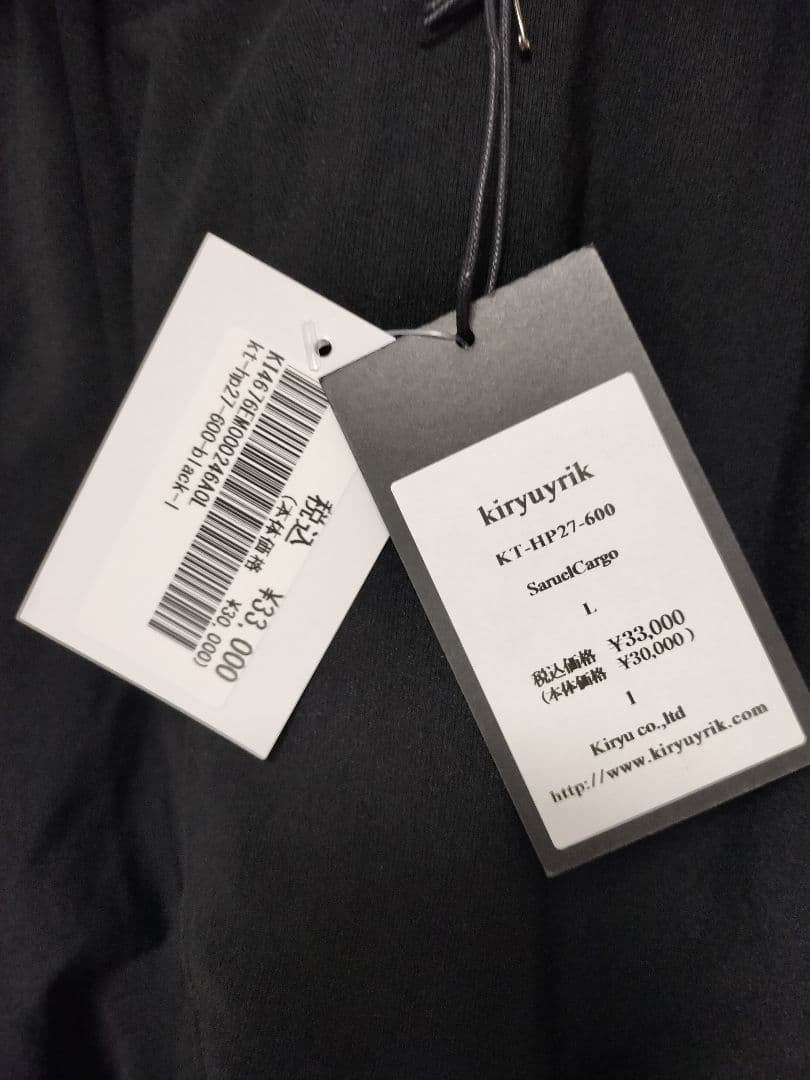 kt-hp27-600-black-l
KI4676EM000246A0L
税込 ¥33,000
(本体価格 ¥30,000)
kiryuyrik
KT-HP27-600
SaruclCargo
L
税込価格 ¥33,000
(本体価格 ¥30,000)
1
Kiryu co.,ltd
http://www.kiryuyrik.com